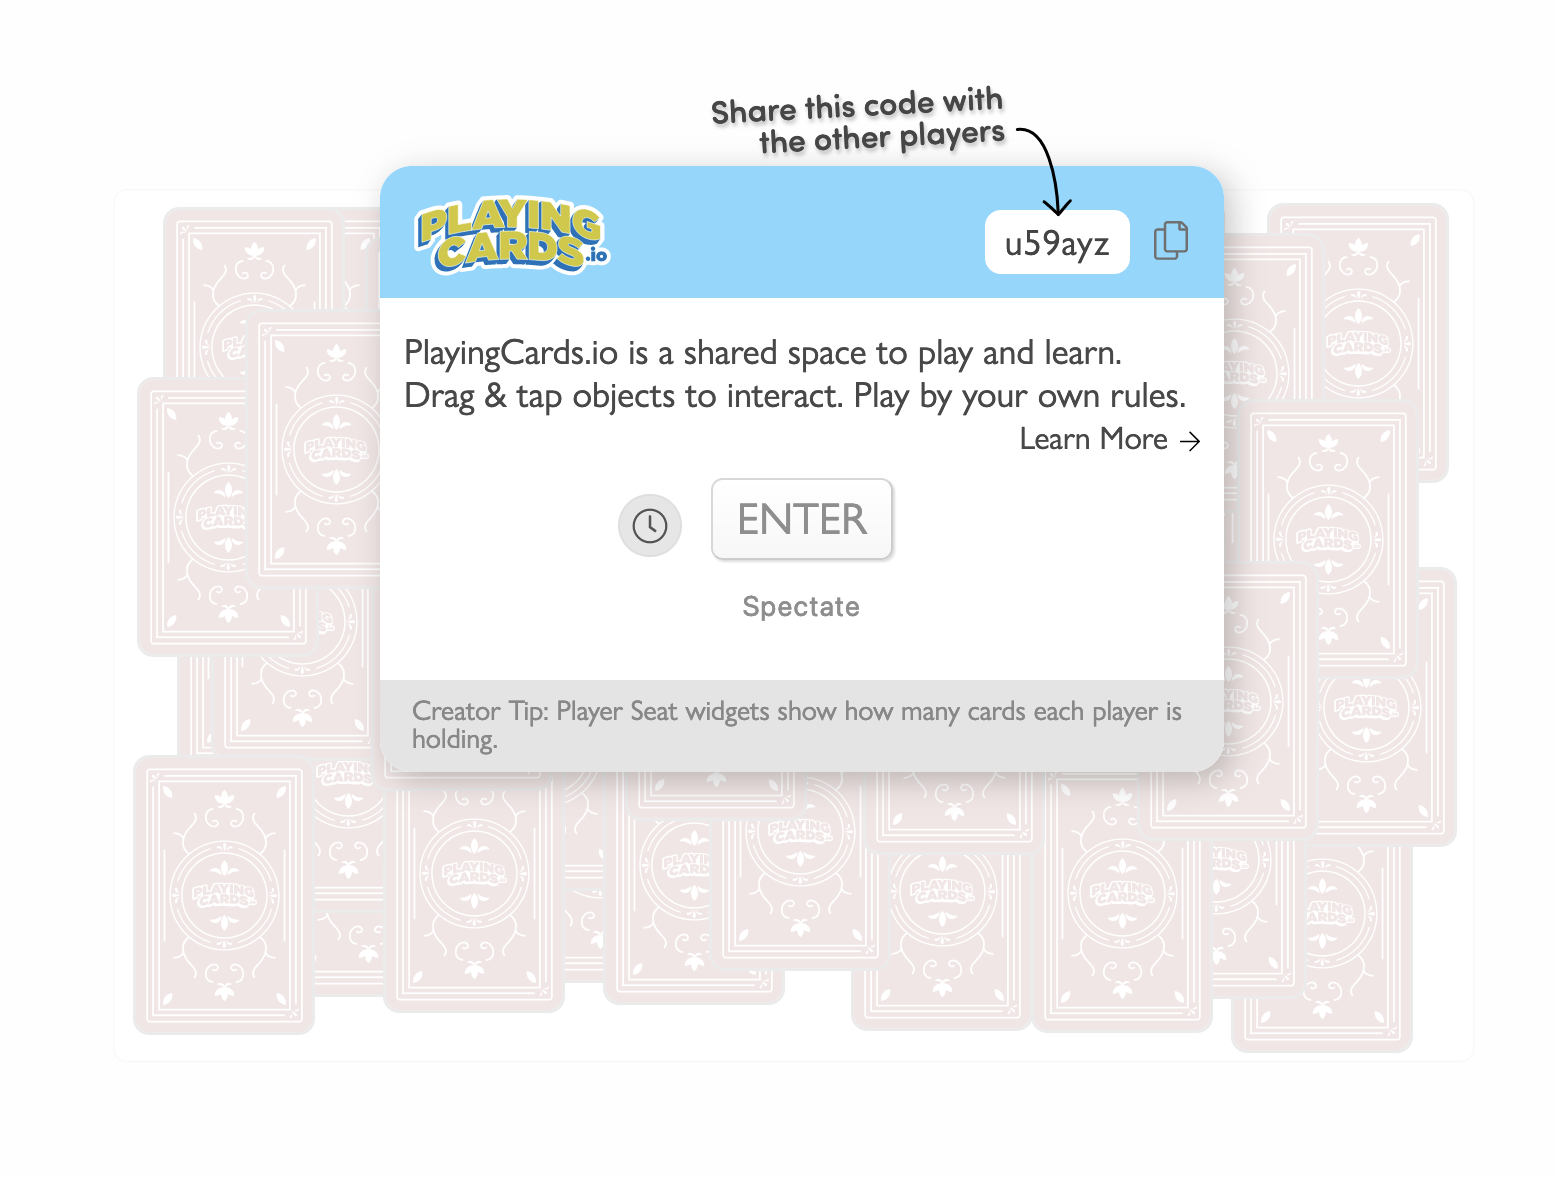 Share this code with
the other players
PLAYING
CARDS.io
u59ayz
PlayingCards.io is a shared space to play and learn.
Drag & tap objects to interact. Play by your own rules.
Learn More →
ENTER
Spectate
Creator Tip: Player Seat widgets show how many cards each player is
holding.